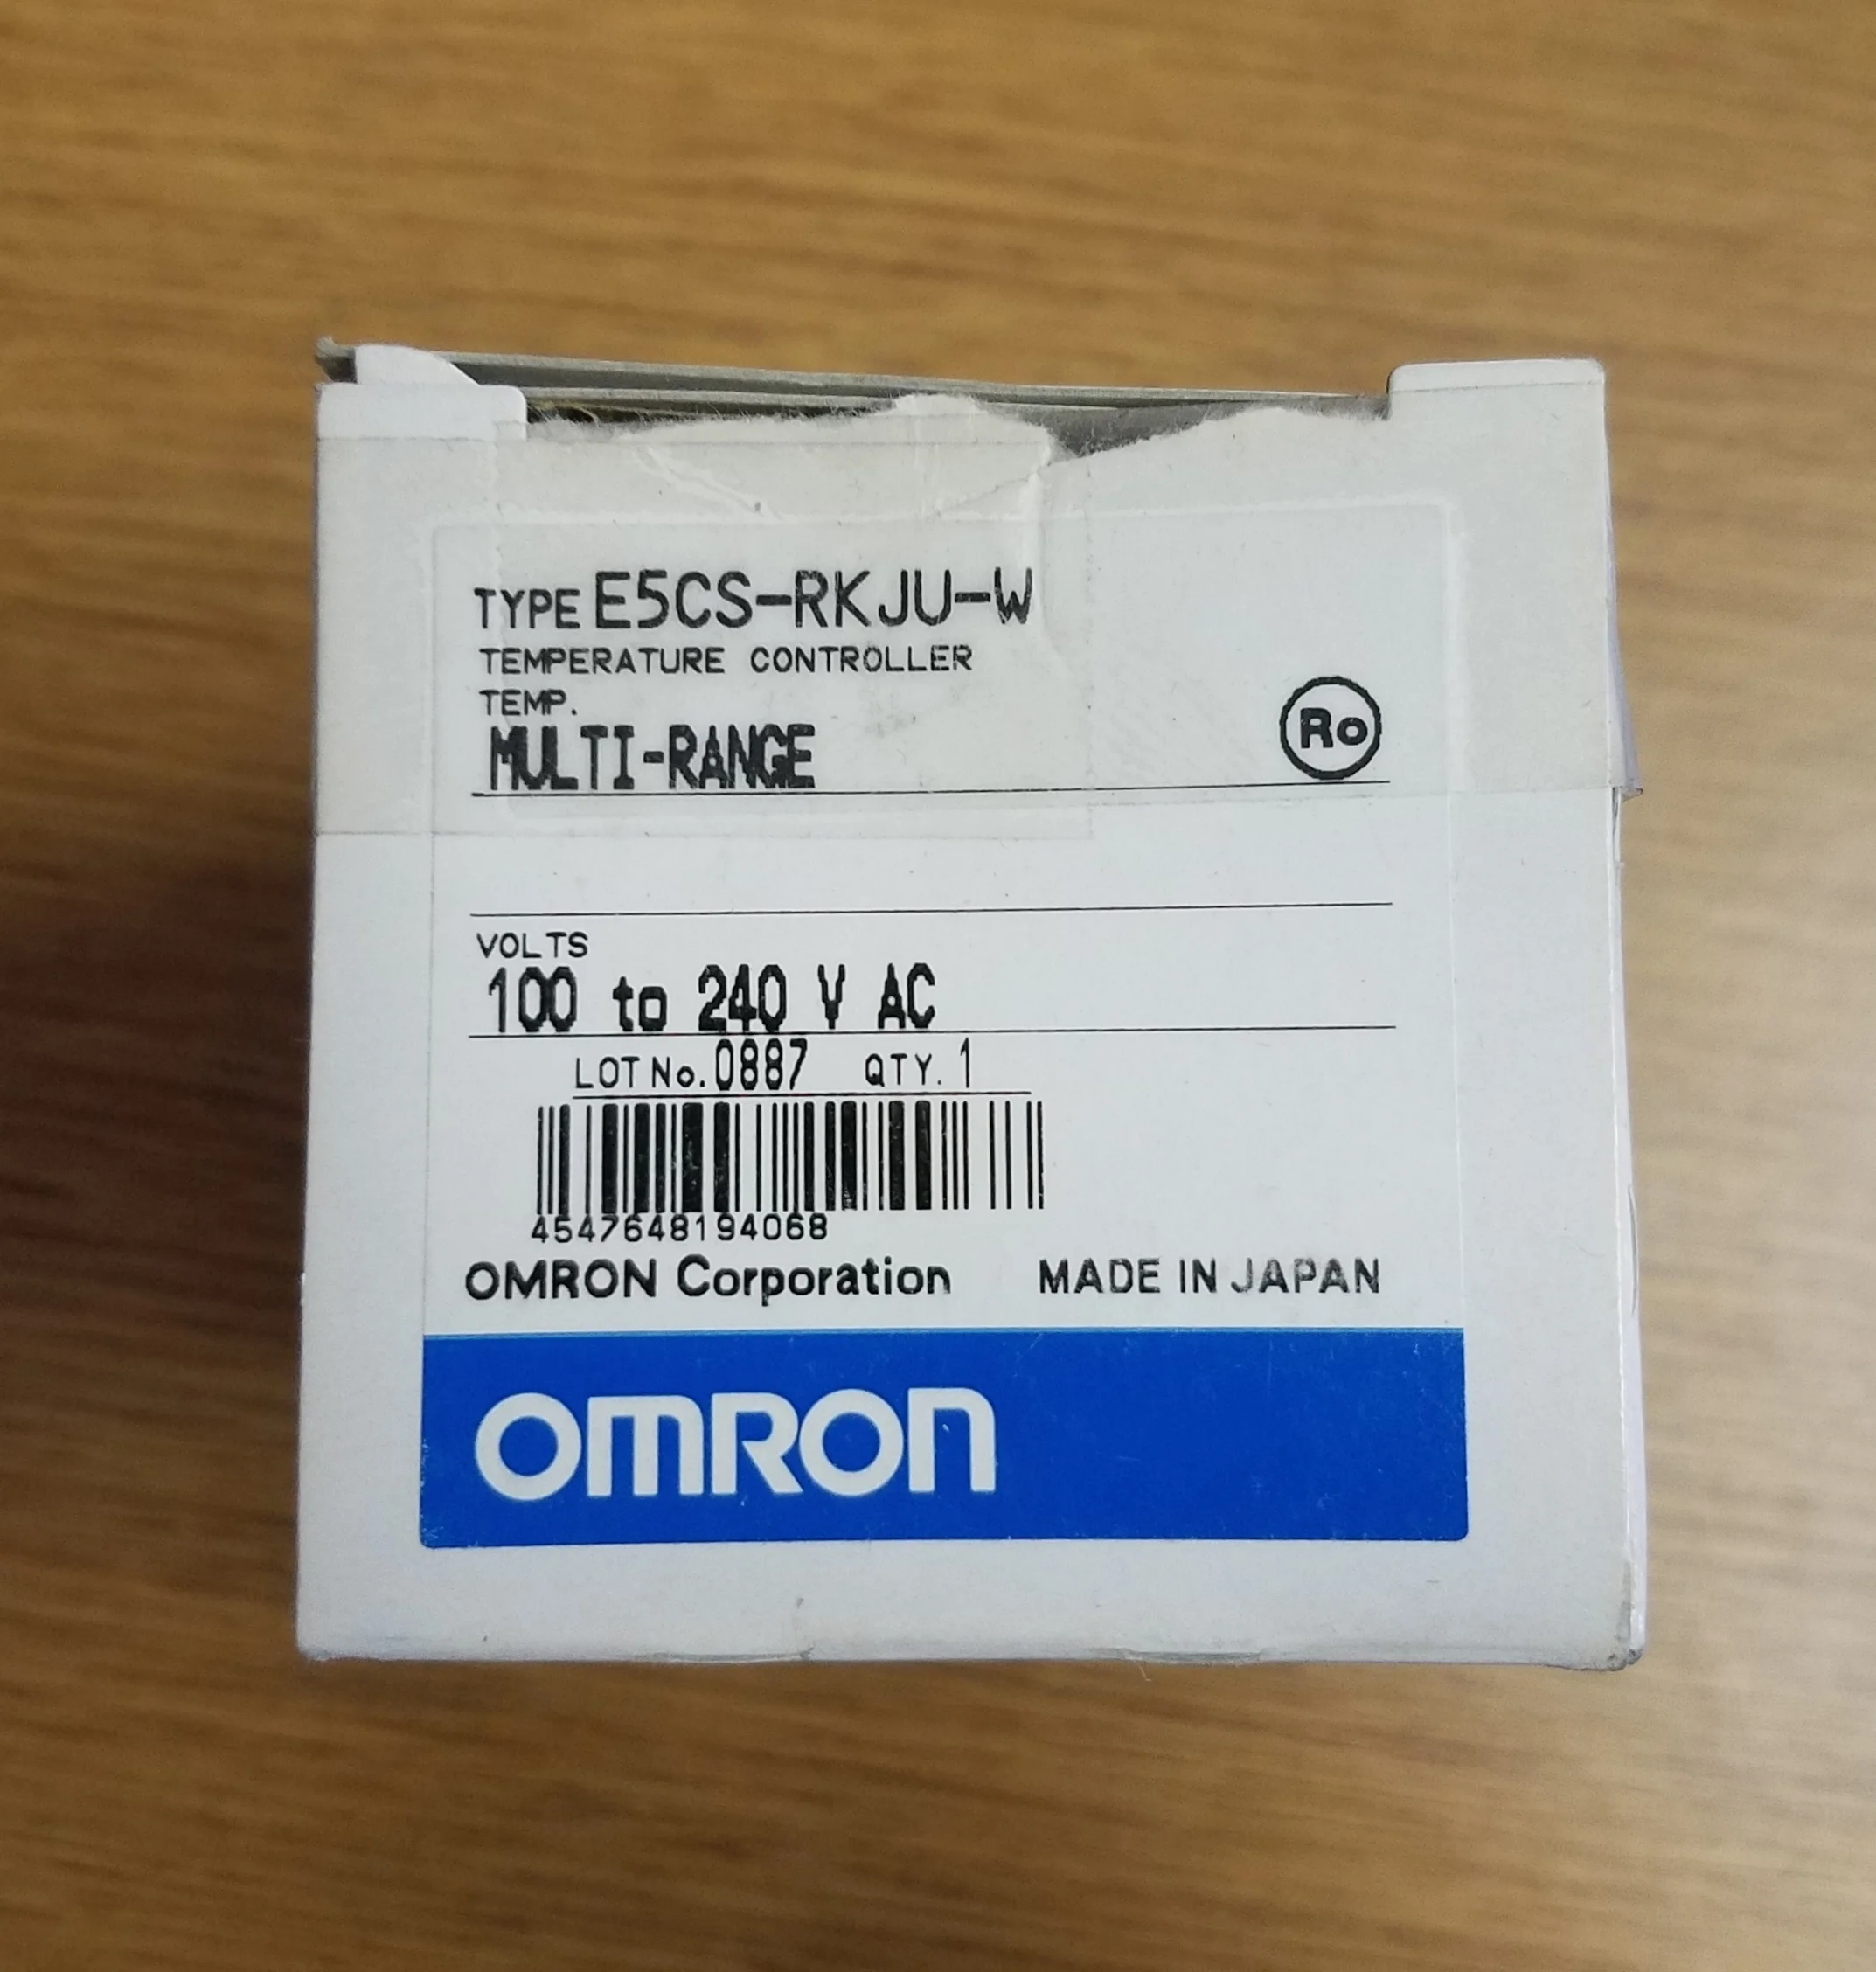 TYPE E5CS-RKJU-W
TEMPERATURE CONTROLLER
TEMP.
MULTI-RANGE
Ro
VOLTS
100 to 240 V AC
LOT No. 0887 QTY. 1
4547648194068
OMRON Corporation MADE IN JAPAN
OMRON